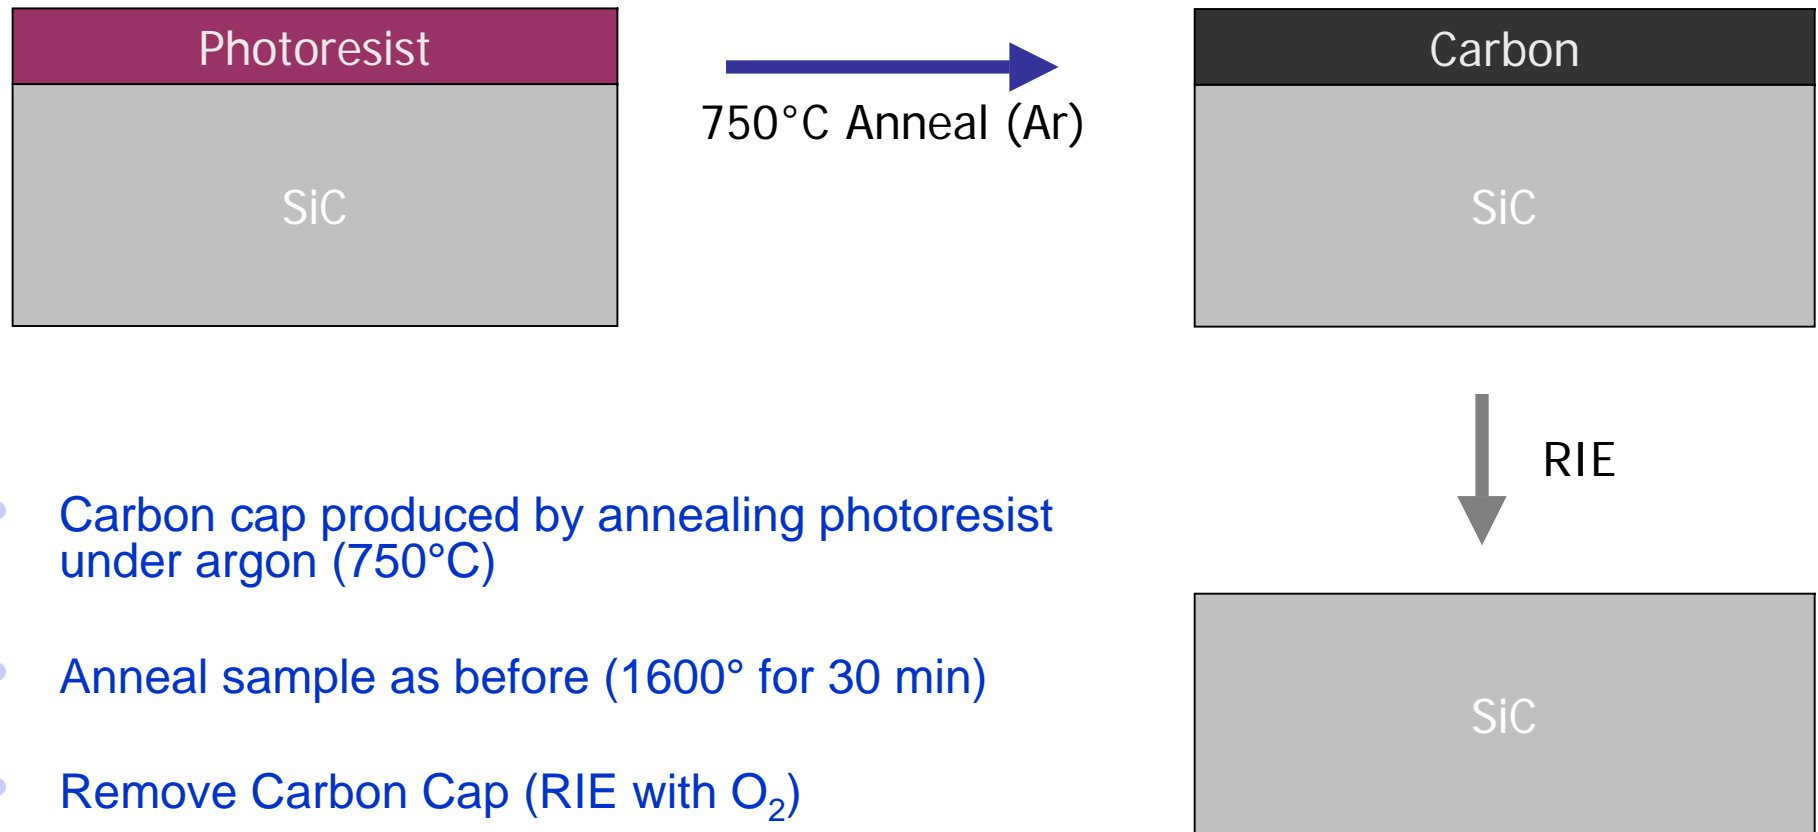 Photoresist
SiC
750°C Anneal (Ar)
Carbon
SiC
RIE
• Carbon cap produced by annealing photoresist
under argon (750°C)
• Anneal sample as before (1600° for 30 min)
• Remove Carbon Cap (RIE with O₂)
SiC